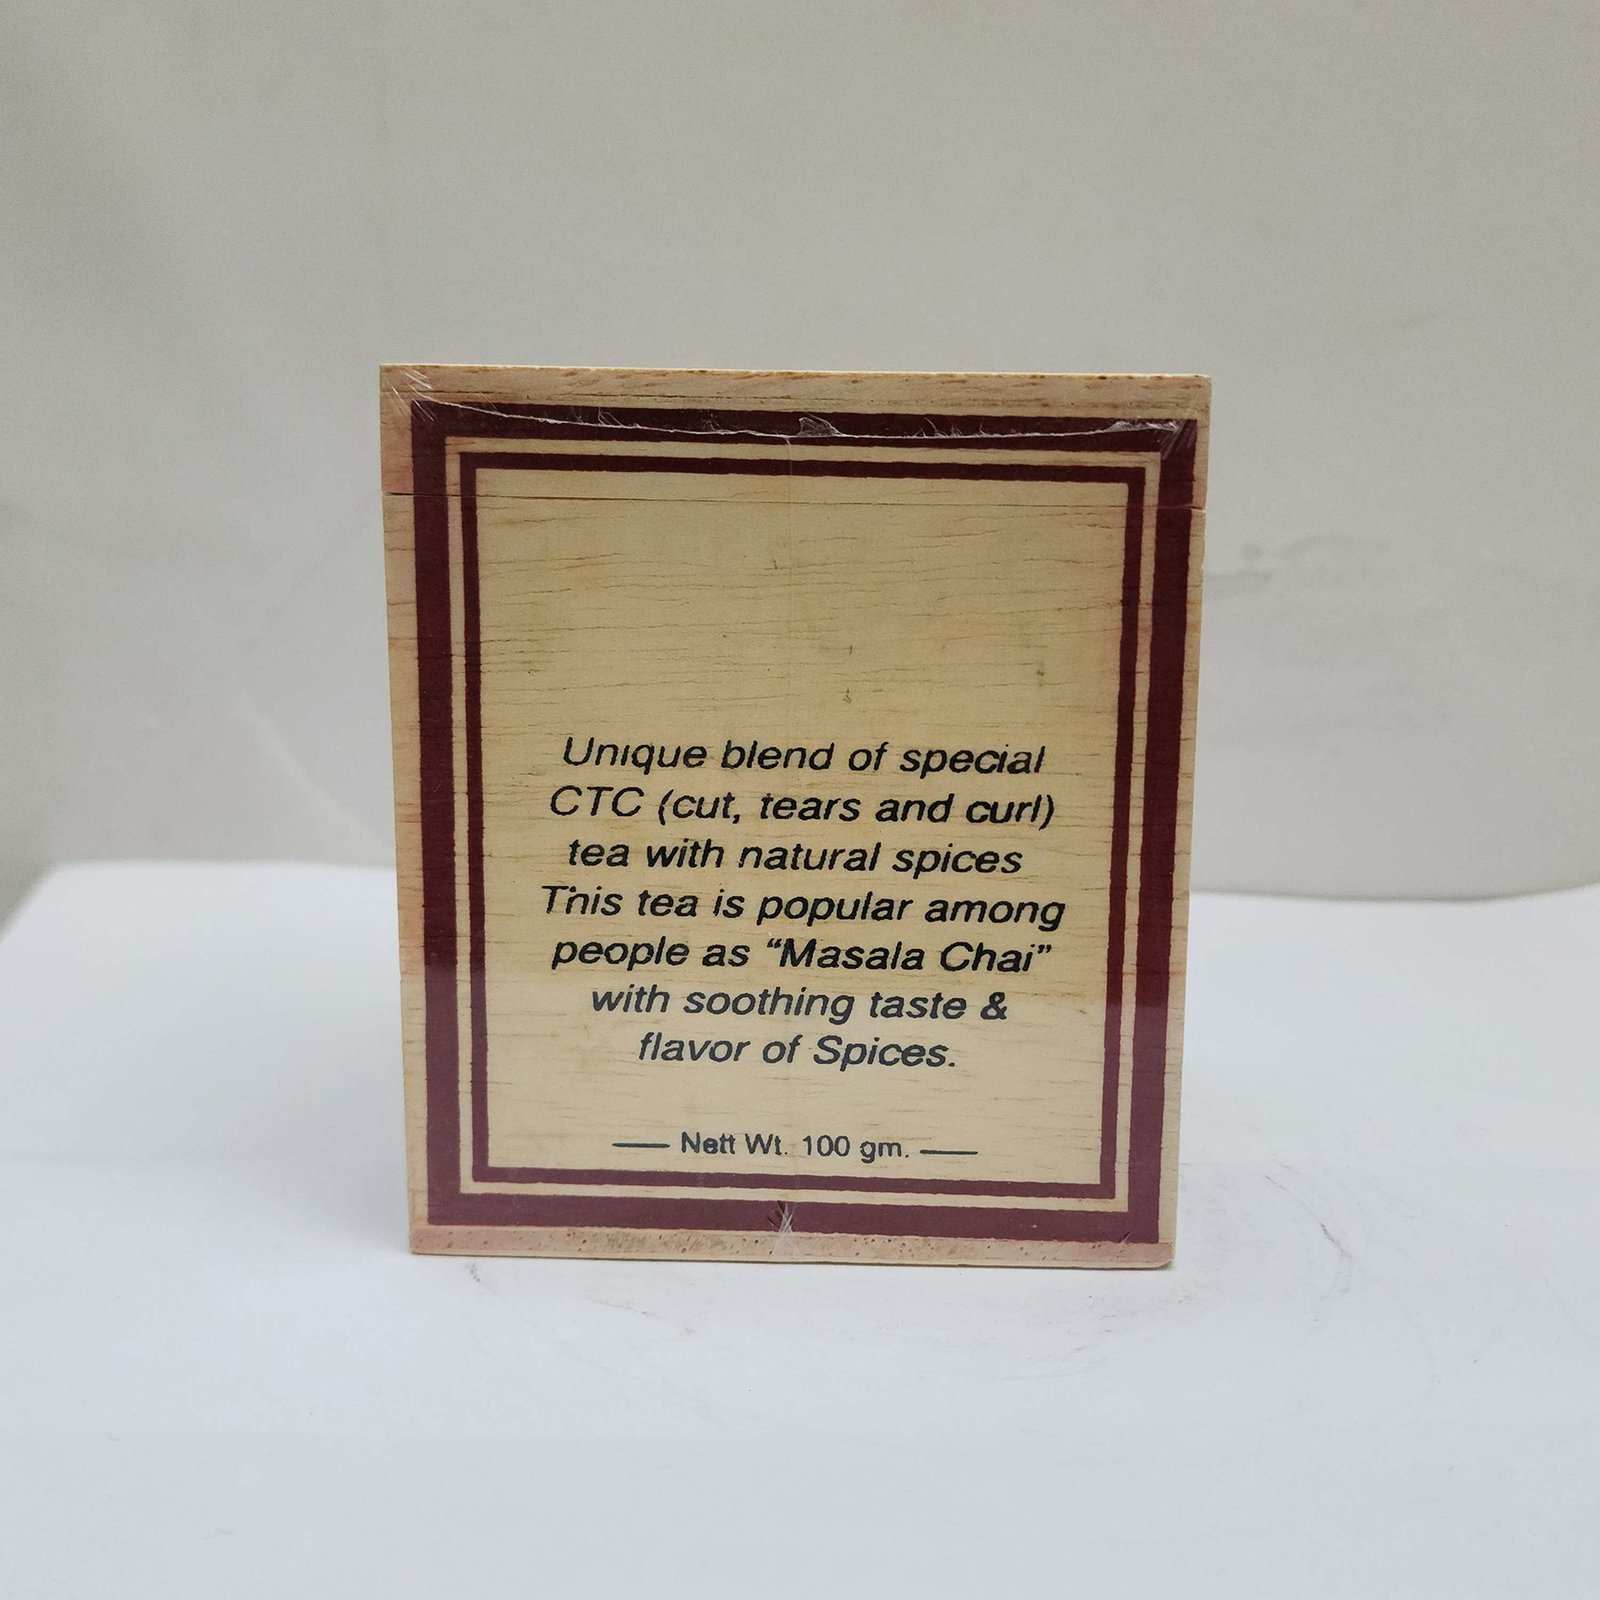 Unique blend of special
CTC (cut, tears and curl)
tea with natural spices
This tea is popular among
people as “Masala Chai”
with soothing taste &
flavor of Spices.
Nett Wt. 100 gm.